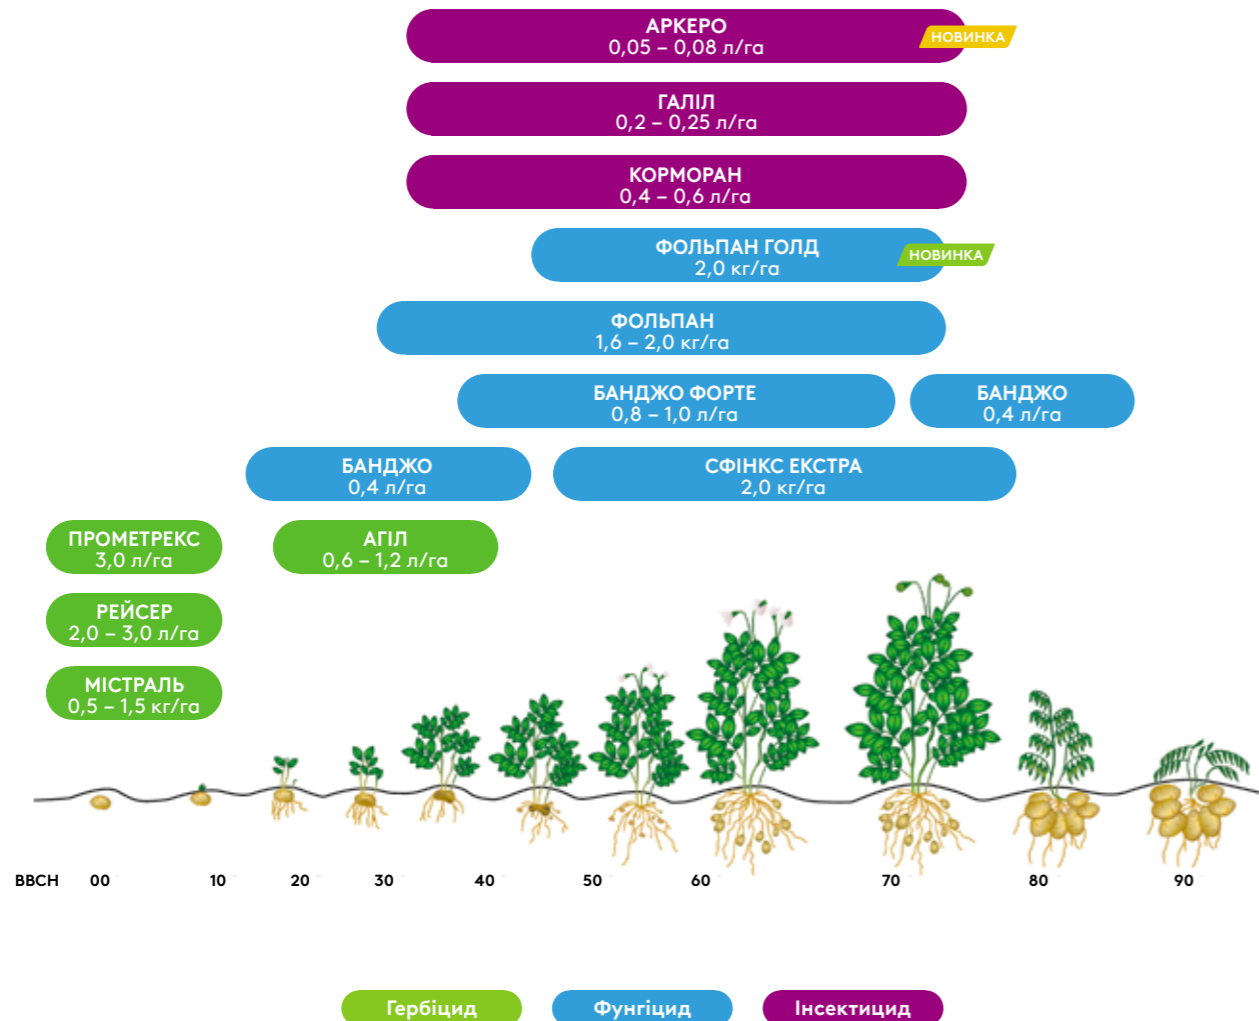 АРКЕРО
0,05 – 0,08 л/га
НОВИНКА
ГАЛІЛ
0,2 – 0,25 л/га
КОРМОРАН
0,4 – 0,6 л/га
ФОЛЬПАН ГОЛД
2,0 кг/га
НОВИНКА
ФОЛЬПАН
1,6 – 2,0 кг/га
БАНДЖО ФОРТЕ
0,8 – 1,0 л/га
БАНДЖО
0,4 л/га
БАНДЖО
0,4 л/га
СФІНКС ЕКСТРА
2,0 кг/га
ПРОМЕТРЕКС
3,0 л/га
АГІЛ
0,6 – 1,2 л/га
РЕЙСЕР
2,0 – 3,0 л/га
МІСТРАЛЬ
0,5 – 1,5 кг/га
ВВСН 00 10 20 30 40 50 60 70 80 90
Гербіцид Фунгіцид Інсектицид